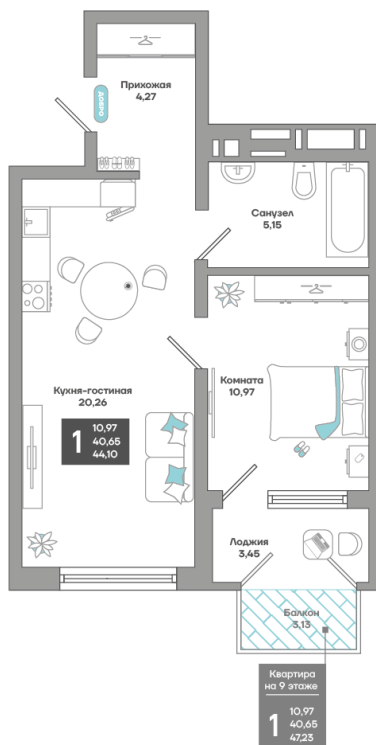 Прихожая
4,27
ДОБРО
Санузел
5,15
Кухня-гостиная
20,26
1
10,97
40,65
44,10
Комната
10,97
Лоджия
3,45
Балкон
3,13
Квартира
на 9 этаже
1
10,97
40,65
47,23